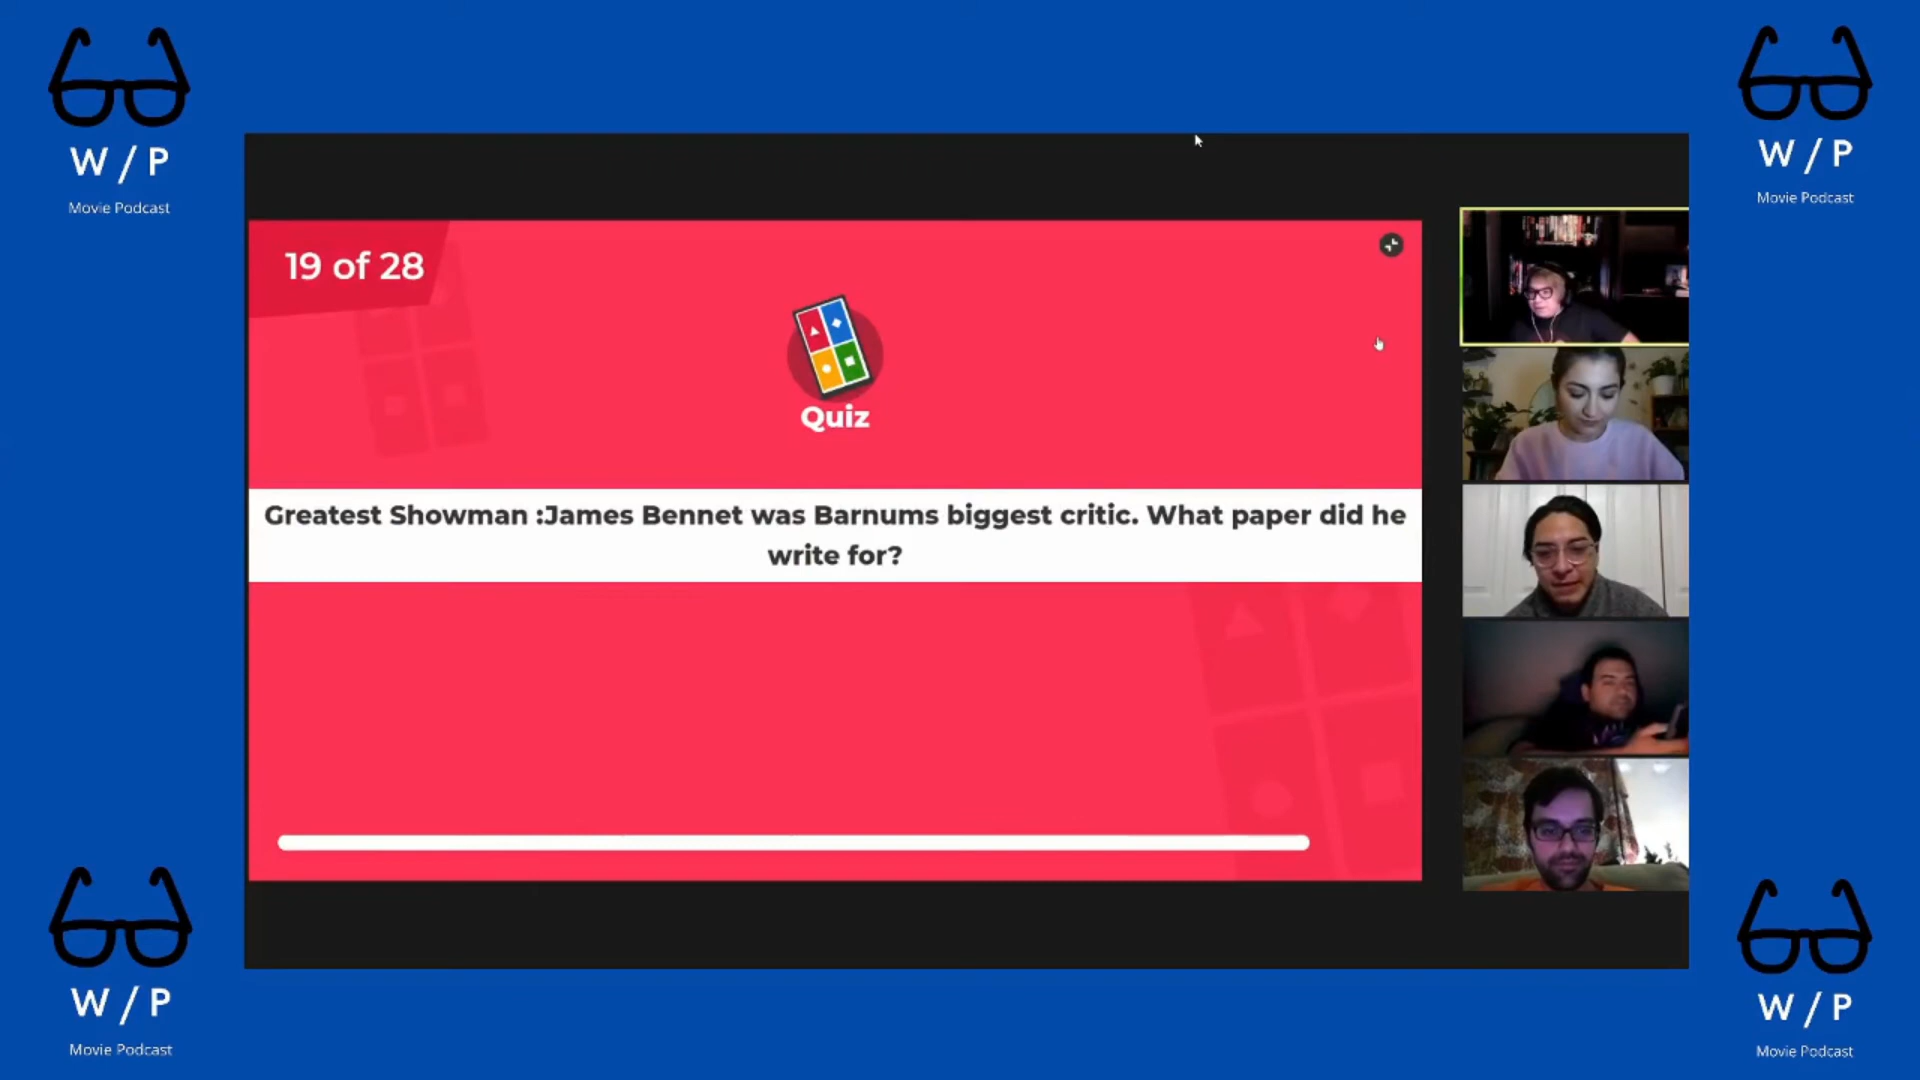 W / P
Movie Podcast
W / P
Movie Podcast
19 of 28
Quiz
Greatest Showman :James Bennet was Barnums biggest critic. What paper did he
write for?
W / P
Movie Podcast
W / P
Movie Podcast